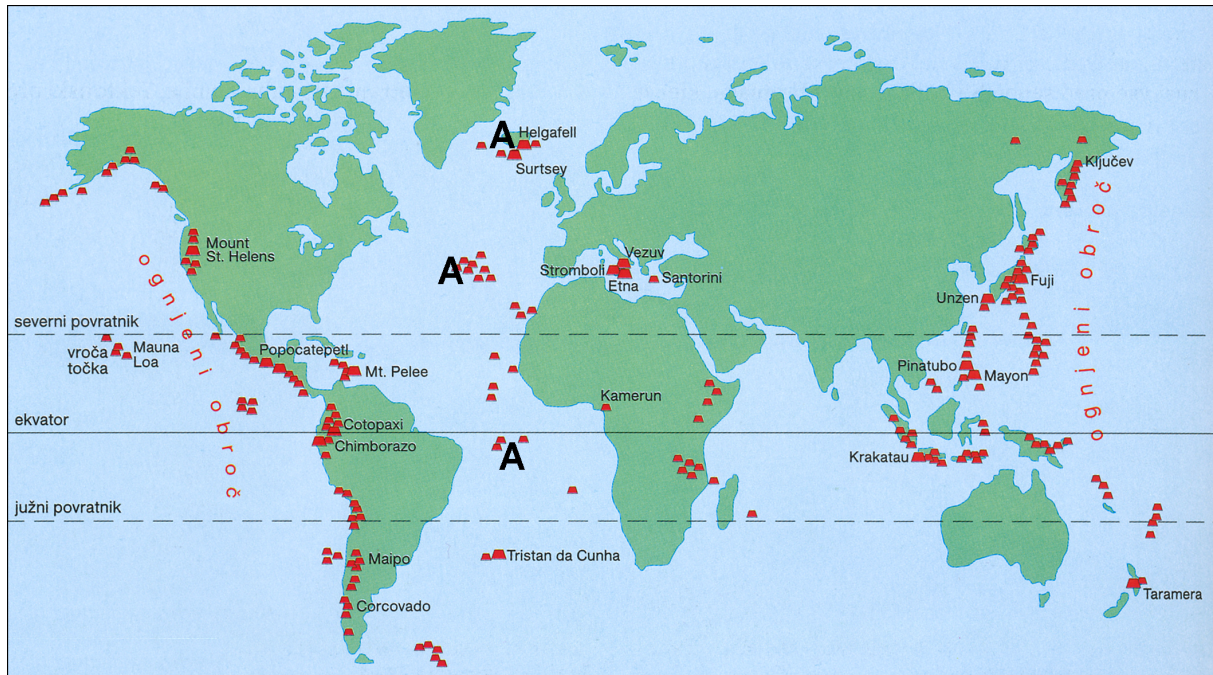 A
Helgafell
Surtsey
Ključev
Mount
St. Helens
A
Vezuv
Stromboli
Etna
Santorini
Fuji
Unzen
ognjeni obroč
ognjeni obroč
severni povratnik
vroča
točka
Mauna
Loa
Popocatepetl
Mt. Pelee
Pinatubo
Mayon
Kamerun
ekvator
Cotopaxi
Chimborazo
A
Krakatau
južni povratnik
Maipo
Tristan da Cunha
Corcovado
Taramera